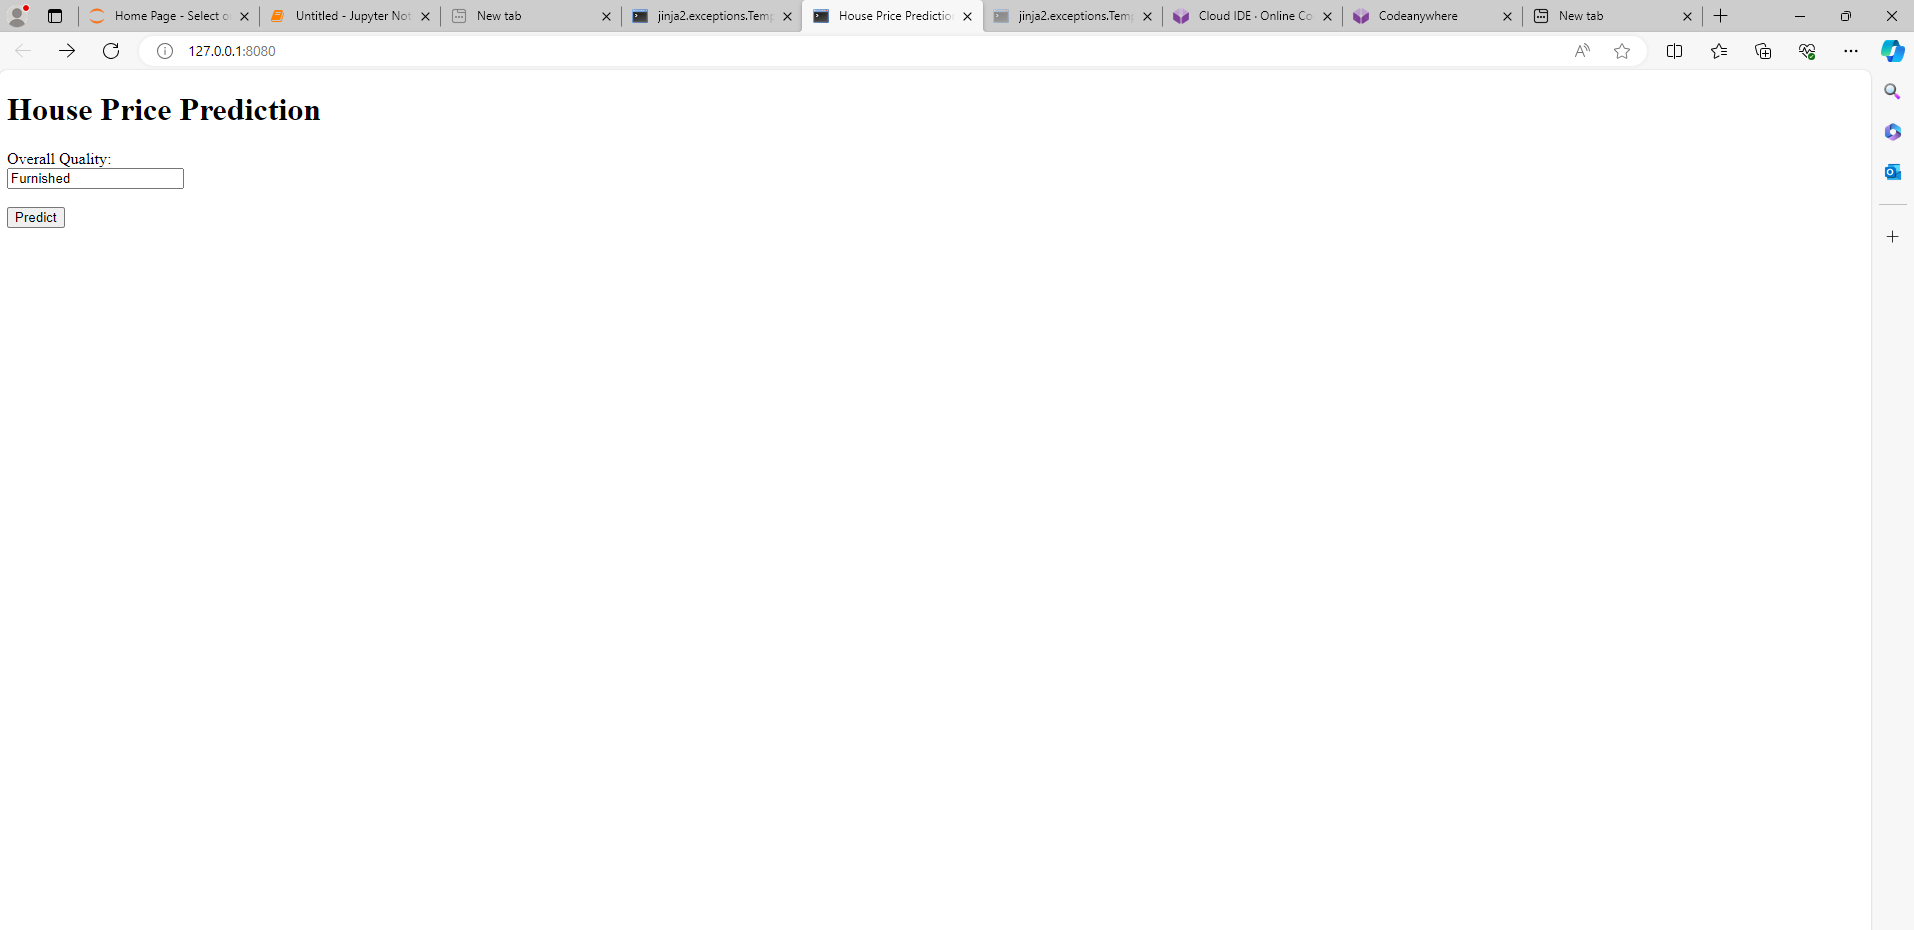 Home Page - Select o
Untitled - Jupyter Not
New tab
jinja2.exceptions.Temp
House Price Prediction
jinja2.exceptions.Temp
Cloud IDE · Online Co
Codeanywhere
New tab
127.0.0.1:8080
House Price Prediction
Overall Quality:
Furnished
Predict